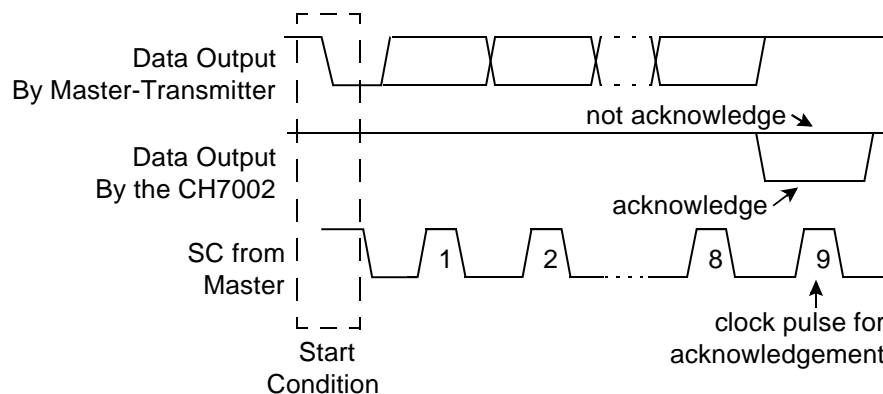 Data Output
By Master-Transmitter
not acknowledge
Data Output
By the CH7002
acknowledge
SC from
Master
1
2
8
9
clock pulse for
acknowledgement
Start
Condition